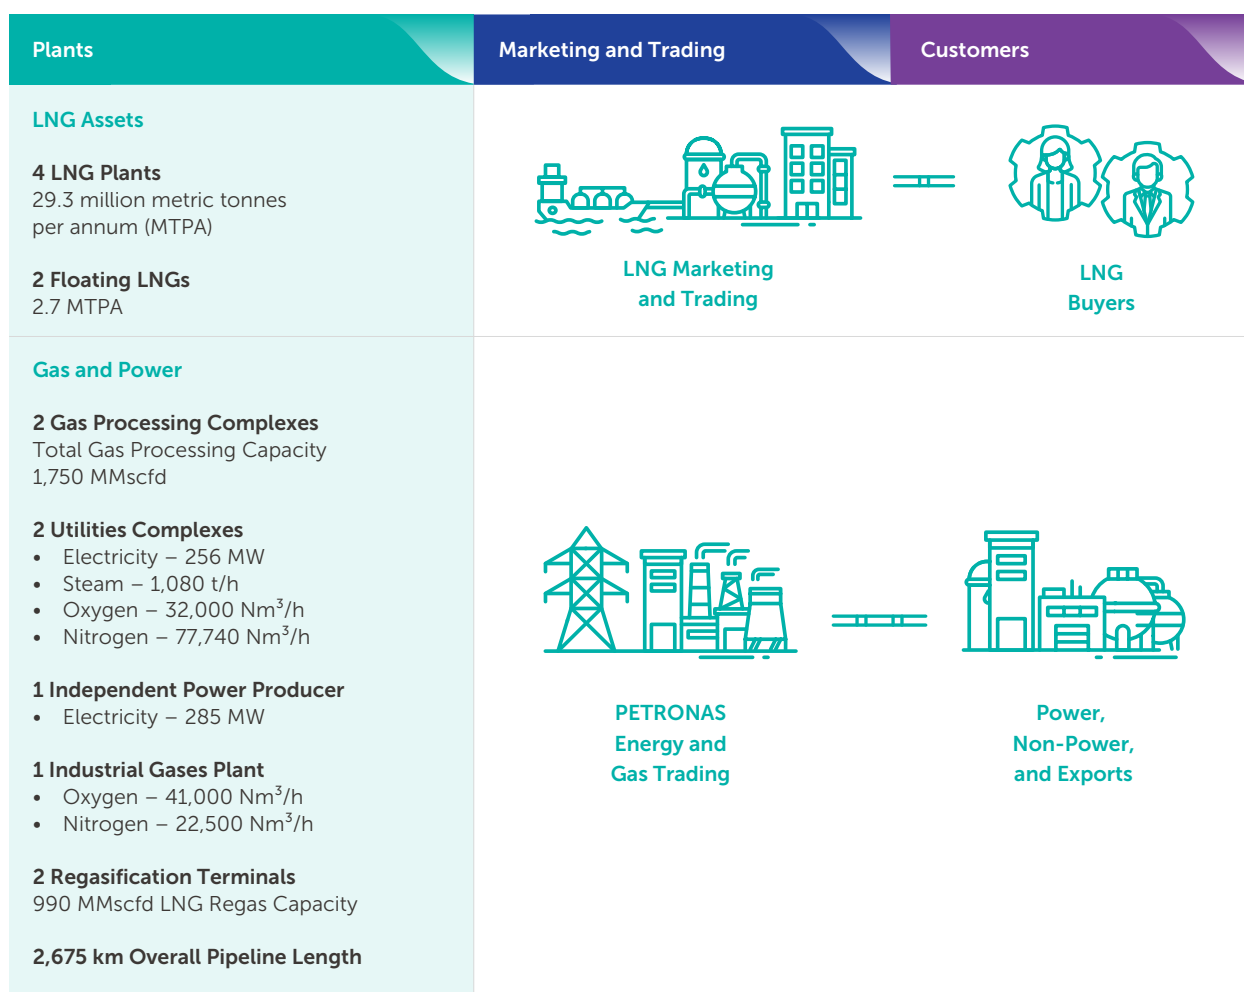 Plants
Marketing and Trading
Customers
LNG Assets
4 LNG Plants
29.3 million metric tonnes
per annum (MTPA)
2 Floating LNGs
2.7 MTPA
LNG Marketing
and Trading
LNG
Buyers
Gas and Power
2 Gas Processing Complexes
Total Gas Processing Capacity
1,750 MMscfd
2 Utilities Complexes
• Electricity – 256 MW
• Steam – 1,080 t/h
• Oxygen – 32,000 Nm³/h
• Nitrogen – 77,740 Nm³/h
1 Independent Power Producer
• Electricity – 285 MW
1 Industrial Gases Plant
• Oxygen – 41,000 Nm³/h
• Nitrogen – 22,500 Nm³/h
2 Regasification Terminals
990 MMscfd LNG Regas Capacity
2,675 km Overall Pipeline Length
PETRONAS
Energy and
Gas Trading
Power,
Non-Power,
and Exports